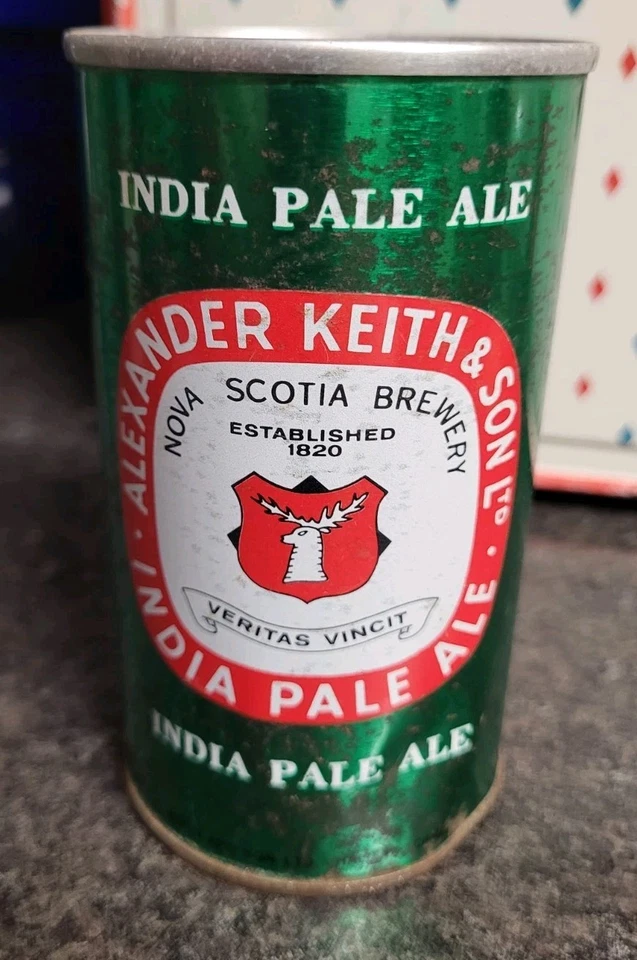 INDIA PALE ALE
ALEXANDER KEITH & SON LTD
NOVA SCOTIA BREWERY
ESTABLISHED
1820
VERITAS VINCIT
· INDIA PALE ALE ·
INDIA PALE ALE